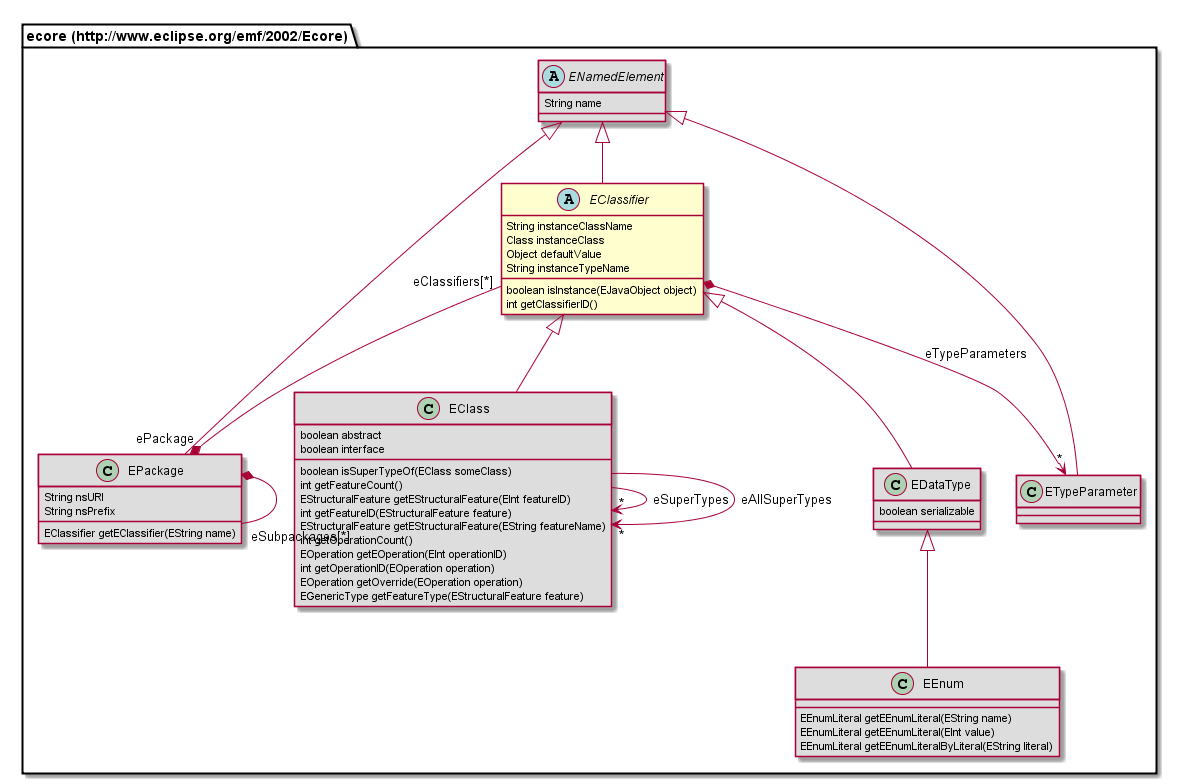 ecore (http://www.eclipse.org/emf/2002/Ecore)
A ENamedElement
String name
A EClassifier
String instanceClassName
Class instanceClass
Object defaultValue
String instanceTypeName
boolean isInstance(EJavaObject object)
int getClassifierID()
eClassifiers[*]
ePackage
eTypeParameters
*
C EPackage
String nsURI
String nsPrefix
EClassifier getEClassifier(EString name)
eSubpackages[*]
C EClass
boolean abstract
boolean interface
boolean isSuperTypeOf(EClass someClass)
int getFeatureCount()
EStructuralFeature getEStructuralFeature(EInt featureID)
int getFeatureID(EStructuralFeature feature)
EStructuralFeature getEStructuralFeature(EString featureName)
int getOperationCount()
EOperation getEOperation(EInt operationID)
int getOperationID(EOperation operation)
EOperation getOverride(EOperation operation)
EGenericType getFeatureType(EStructuralFeature feature)
*
eSuperTypes
eAllSuperTypes
*
C EDataType
boolean serializable
C ETypeParameter
C EEnum
EEnumLiteral getEEnumLiteral(EString name)
EEnumLiteral getEEnumLiteral(EInt value)
EEnumLiteral getEEnumLiteralByLiteral(EString literal)